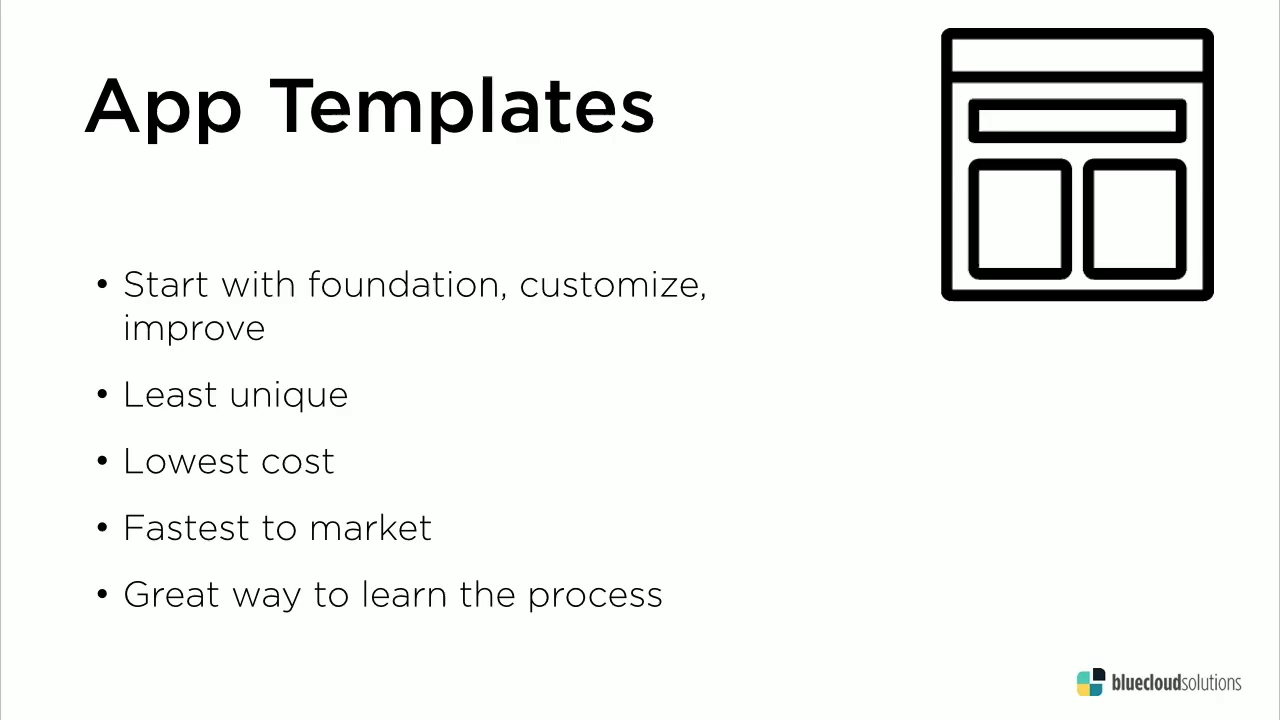 App Templates
• Start with foundation, customize,
improve
• Least unique
• Lowest cost
• Fastest to market
• Great way to learn the process
bluecloudsolutions